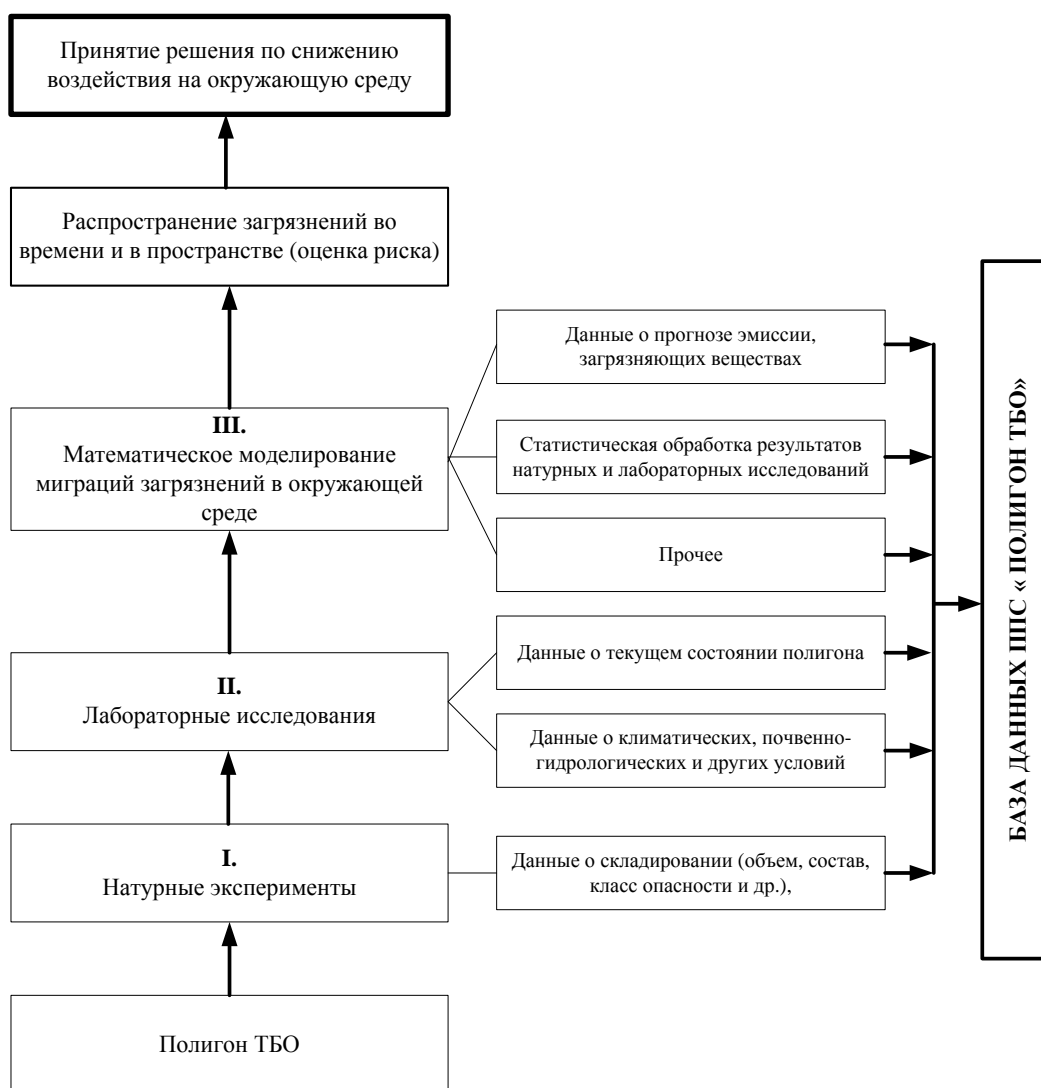 Принятие решения по снижению
воздействия на окружающую среду
Распространение загрязнений во
времени и в пространстве (оценка риска)
Данные о прогнозе эмиссии,
загрязняющих веществах
III.
Математическое моделирование
миграций загрязнений в окружающей
среде
Статистическая обработка результатов
натурных и лабораторных исследований
Прочее
Данные о текущем состоянии полигона
II.
Лабораторные исследования
Данные о климатических, почвенно-
гидрологических и других условий
I.
Натурные эксперименты
Данные о складировании (объем, состав,
класс опасности и др.),
Полигон ТБО
БАЗА ДАННЫХ ППС « ПОЛИГОН ТБО»